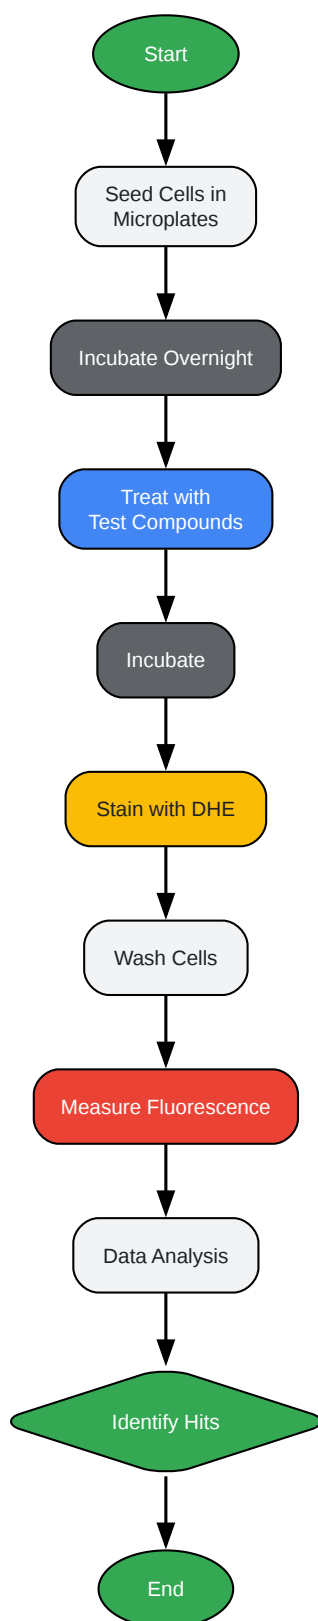 Start
Seed Cells in
Microplates
Incubate Overnight
Treat with
Test Compounds
Incubate
Stain with DHE
Wash Cells
Measure Fluorescence
Data Analysis
Identify Hits
End